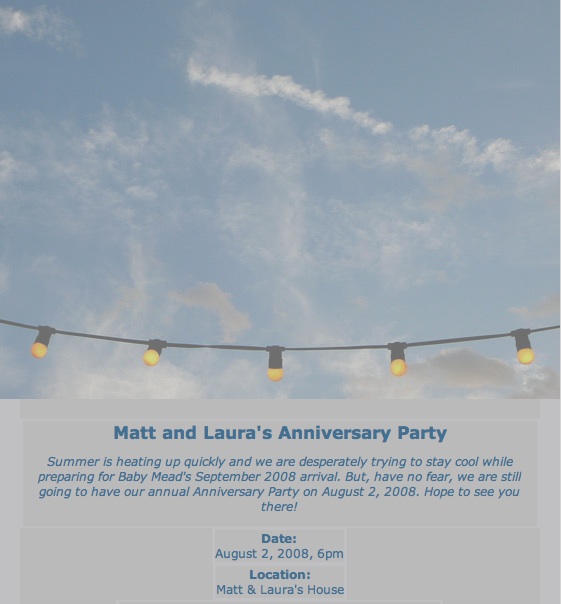 Matt and Laura's Anniversary Party
Summer is heating up quickly and we are desperately trying to stay cool while
preparing for Baby Mead's September 2008 arrival. But, have no fear, we are still
going to have our annual Anniversary Party on August 2, 2008. Hope to see you
there!
Date:
August 2, 2008, 6pm
Location:
Matt & Laura's House